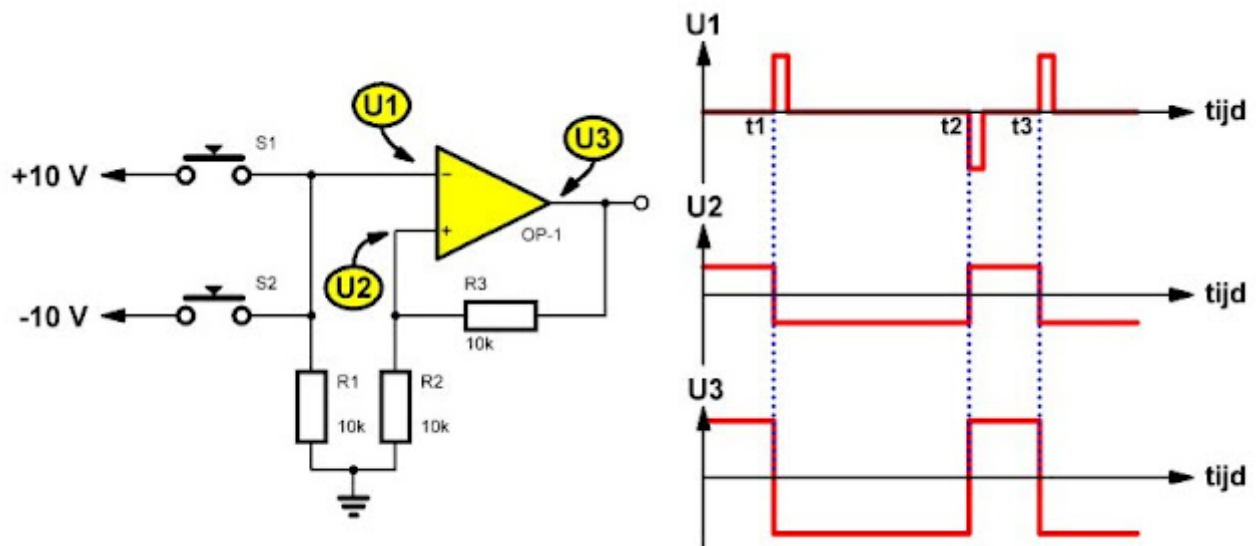 U1
S1
+10 V
U3
OP-1
U2
S2
-10 V
R3
10k
R1
10k
R2
10k
U1
t1
t2
t3
tijd
U2
tijd
U3
tijd